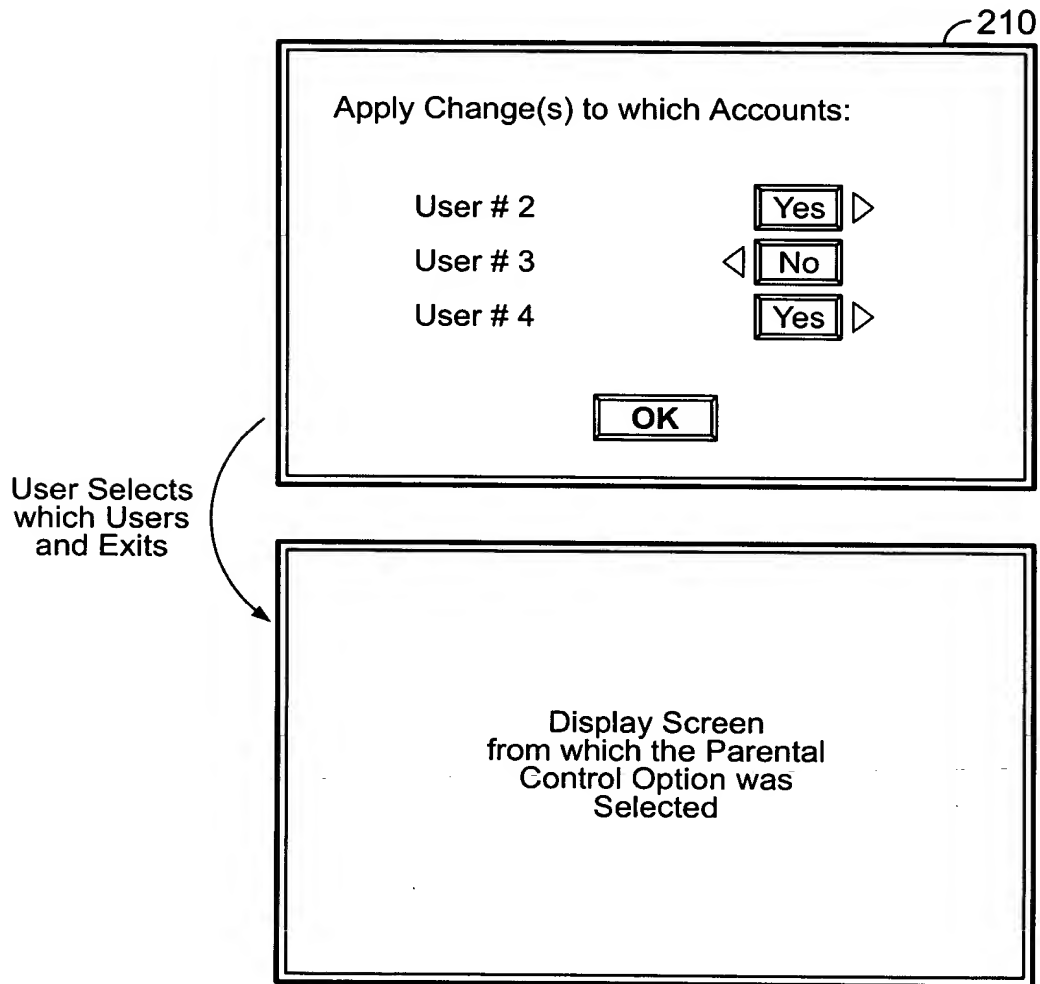 210
Apply Change(s) to which Accounts:
User # 2 Yes
User # 3 No
User # 4 Yes
OK
User Selects
which Users
and Exits
Display Screen
from which the Parental
Control Option was
Selected